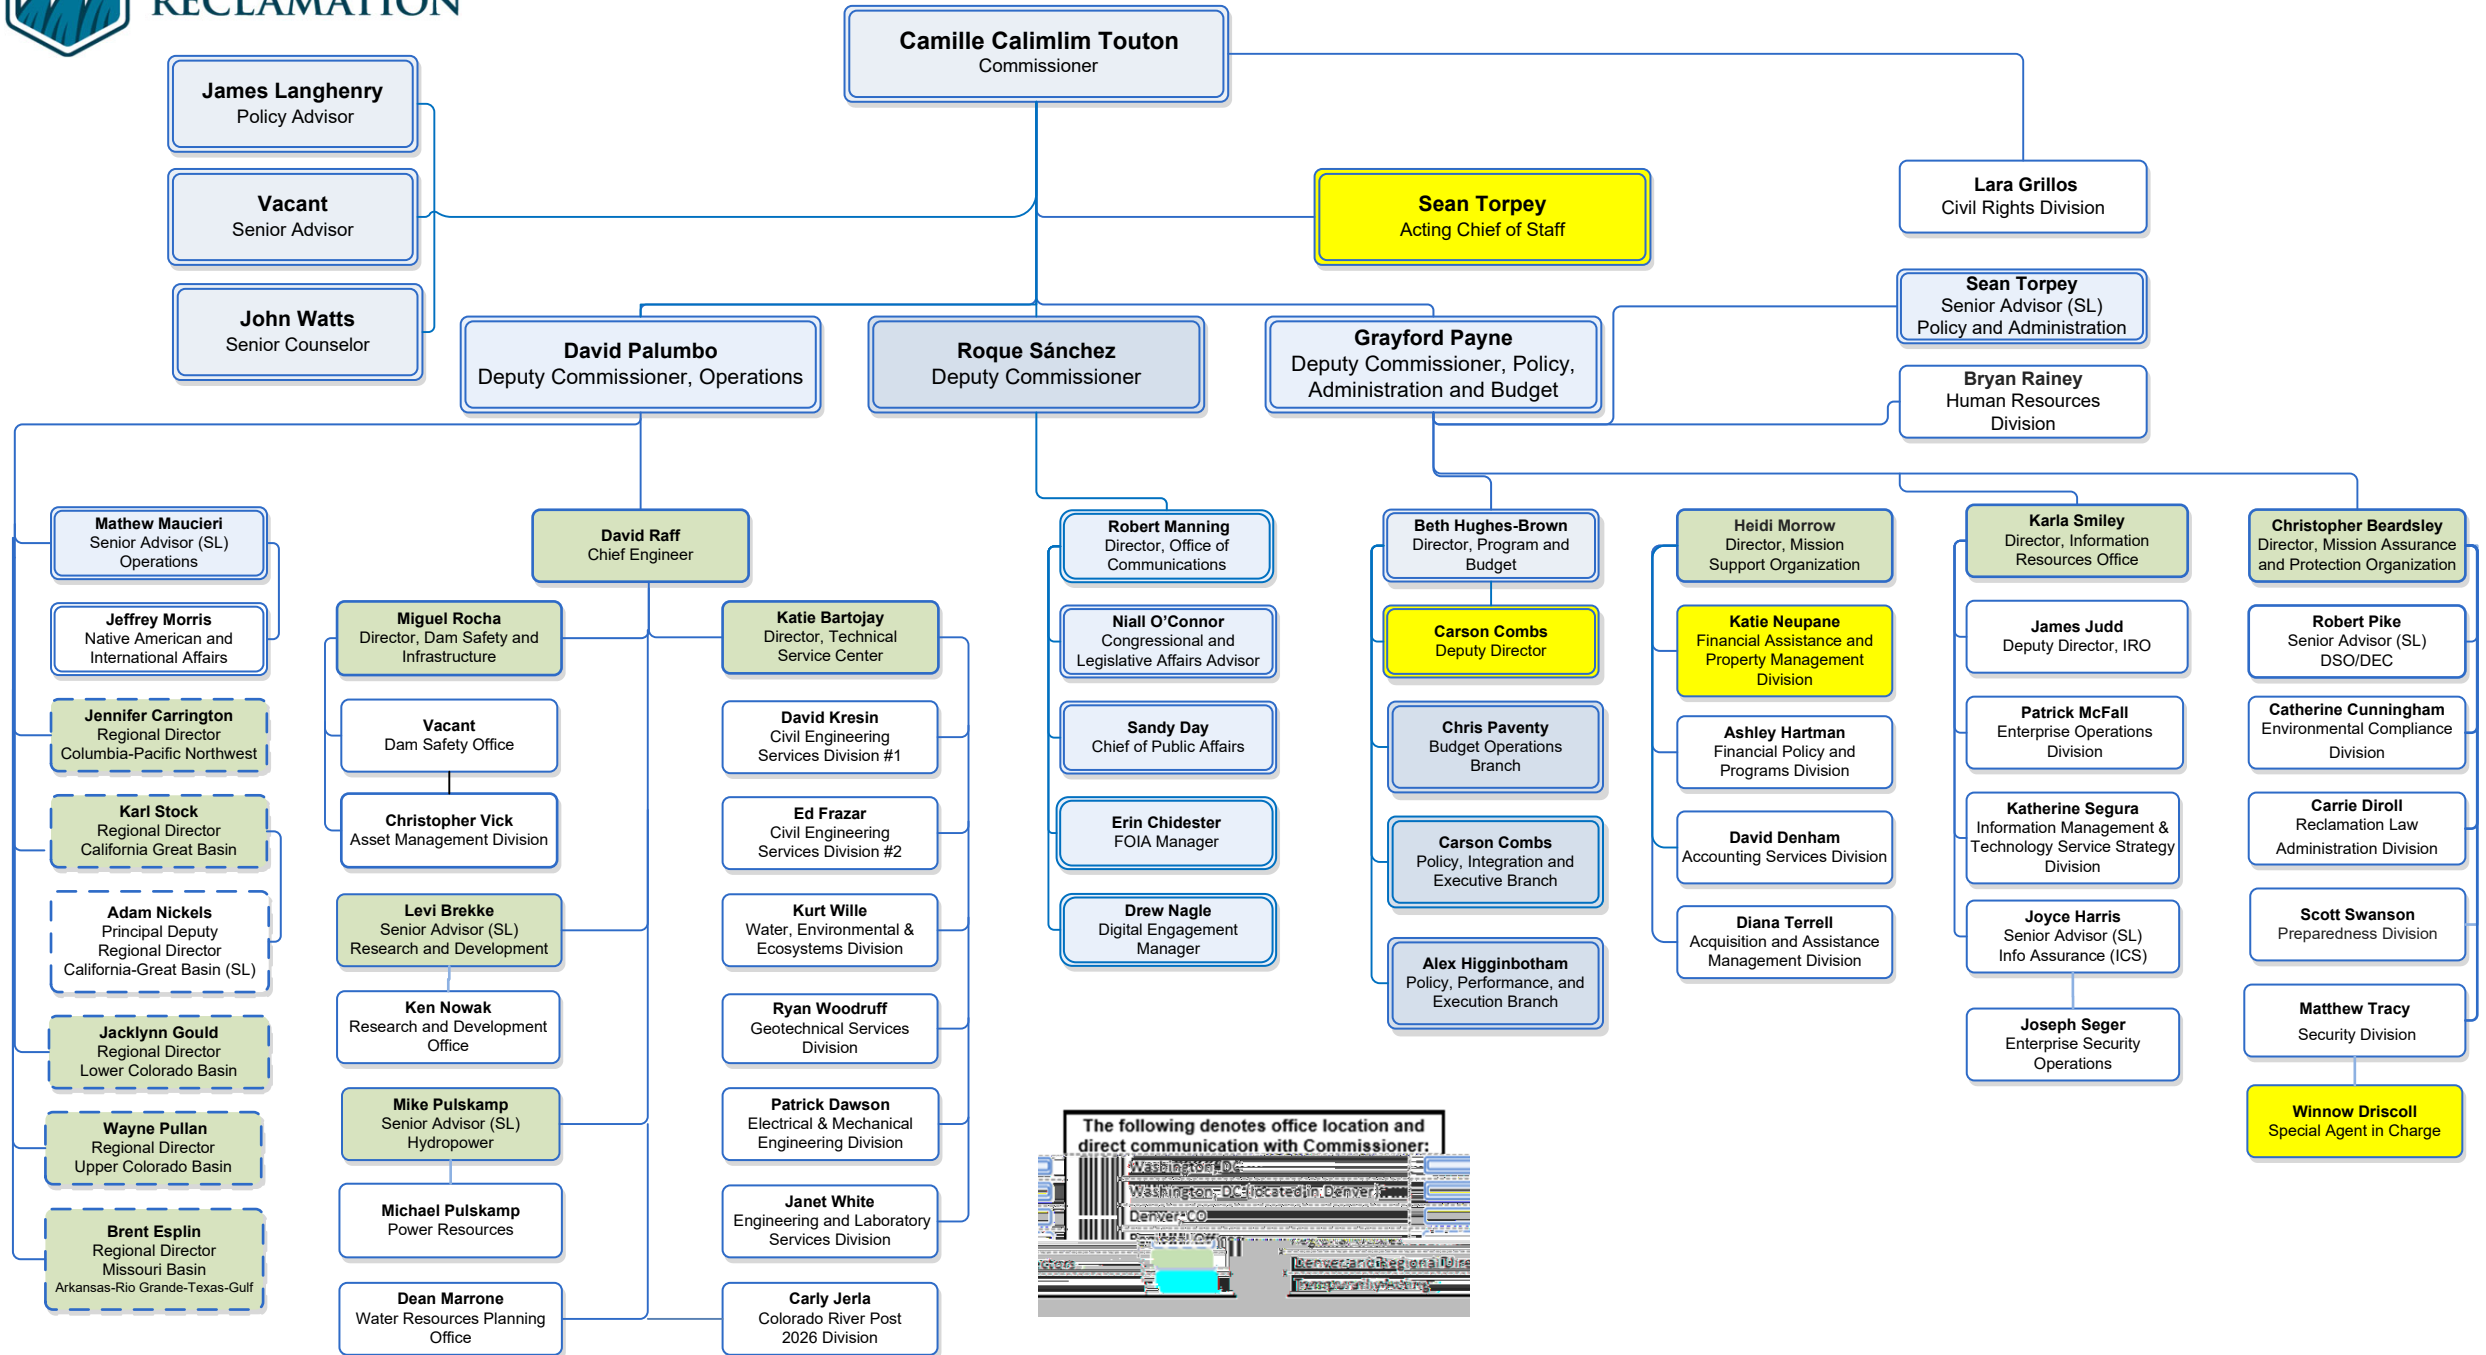 RECLAMATION
Camille Calimlim Touton
Commissioner
James Langhenry
Policy Advisor
Vacant
Senior Advisor
John Watts
Senior Counselor
Sean Torpey
Acting Chief of Staff
Lara Grillos
Civil Rights Division
Sean Torpey
Senior Advisor (SL)
Policy and Administration
Bryan Rainey
Human Resources
Division
David Palumbo
Deputy Commissioner, Operations
Roque Sánchez
Deputy Commissioner
Grayford Payne
Deputy Commissioner, Policy,
Administration and Budget
Mathew Maucieri
Senior Advisor (SL)
Operations
Jeffrey Morris
Native American and
International Affairs
Jennifer Carrington
Regional Director
Columbia-Pacific Northwest
Karl Stock
Regional Director
California Great Basin
Adam Nickels
Principal Deputy
Regional Director
California-Great Basin (SL)
Jacklynn Gould
Regional Director
Lower Colorado Basin
Wayne Pullan
Regional Director
Upper Colorado Basin
Brent Esplin
Regional Director
Missouri Basin
Arkansas-Rio Grande-Texas-Gulf
David Raff
Chief Engineer
Miguel Rocha
Director, Dam Safety and
Infrastructure
Vacant
Dam Safety Office
Christopher Vick
Asset Management Division
Levi Brekke
Senior Advisor (SL)
Research and Development
Ken Nowak
Research and Development
Office
Mike Pulskamp
Senior Advisor (SL)
Hydropower
Michael Pulskamp
Power Resources
Dean Marrone
Water Resources Planning
Office
Katie Bartojay
Director, Technical
Service Center
David Kresin
Civil Engineering
Services Division #1
Ed Frazar
Civil Engineering
Services Division #2
Kurt Wille
Water, Environmental &
Ecosystems Division
Ryan Woodruff
Geotechnical Services
Division
Patrick Dawson
Electrical & Mechanical
Engineering Division
Janet White
Engineering and Laboratory
Services Division
Carly Jerla
Colorado River Post
2026 Division
Robert Manning
Director, Office of
Communications
Niall O’Connor
Congressional and
Legislative Affairs Advisor
Sandy Day
Chief of Public Affairs
Erin Chidester
FOIA Manager
Drew Nagle
Digital Engagement
Manager
Beth Hughes-Brown
Director, Program and
Budget
Carson Combs
Deputy Director
Chris Paventy
Budget Operations
Branch
Carson Combs
Policy, Integration and
Executive Branch
Alex Higginbotham
Policy, Performance, and
Execution Branch
Heidi Morrow
Director, Mission
Support Organization
Katie Neupane
Financial Assistance and
Property Management
Division
Ashley Hartman
Financial Policy and
Programs Division
David Denham
Accounting Services Division
Diana Terrell
Acquisition and Assistance
Management Division
Karla Smiley
Director, Information
Resources Office
James Judd
Deputy Director, IRO
Patrick McFall
Enterprise Operations
Division
Katherine Segura
Information Management &
Technology Service Strategy
Division
Joyce Harris
Senior Advisor (SL)
Info Assurance (ICS)
Joseph Seger
Enterprise Security
Operations
Christopher Beardsley
Director, Mission Assurance
and Protection Organization
Robert Pike
Senior Advisor (SL)
DSO/DEC
Catherine Cunningham
Environmental Compliance
Division
Carrie Diroll
Reclamation Law
Administration Division
Scott Swanson
Preparedness Division
Matthew Tracy
Security Division
Winnow Driscoll
Special Agent in Charge
The following denotes office location and
direct communication with Commissioner:
Washington, DC
Washington, DC (located in Denver)
Denver, CO
Denver and Regional Dire
Temporarily Acting